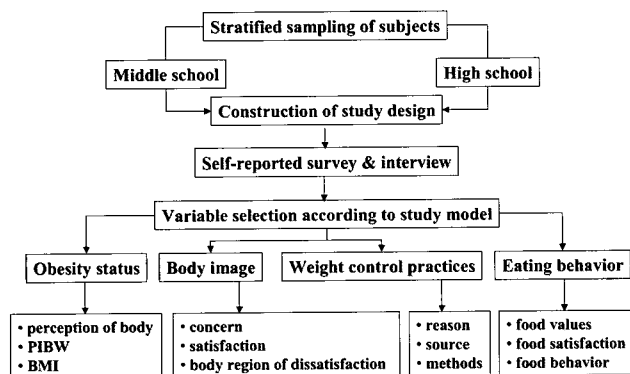 Stratified sampling of subjects
Middle school
High school
Construction of study design
Self-reported survey & interview
Variable selection according to study model
Obesity status
Body image
Weight control practices
Eating behavior
• perception of body
• PIBW
• BMI
• concern
• satisfaction
• body region of dissatisfaction
• reason
• source
• methods
• food values
• food satisfaction
• food behavior